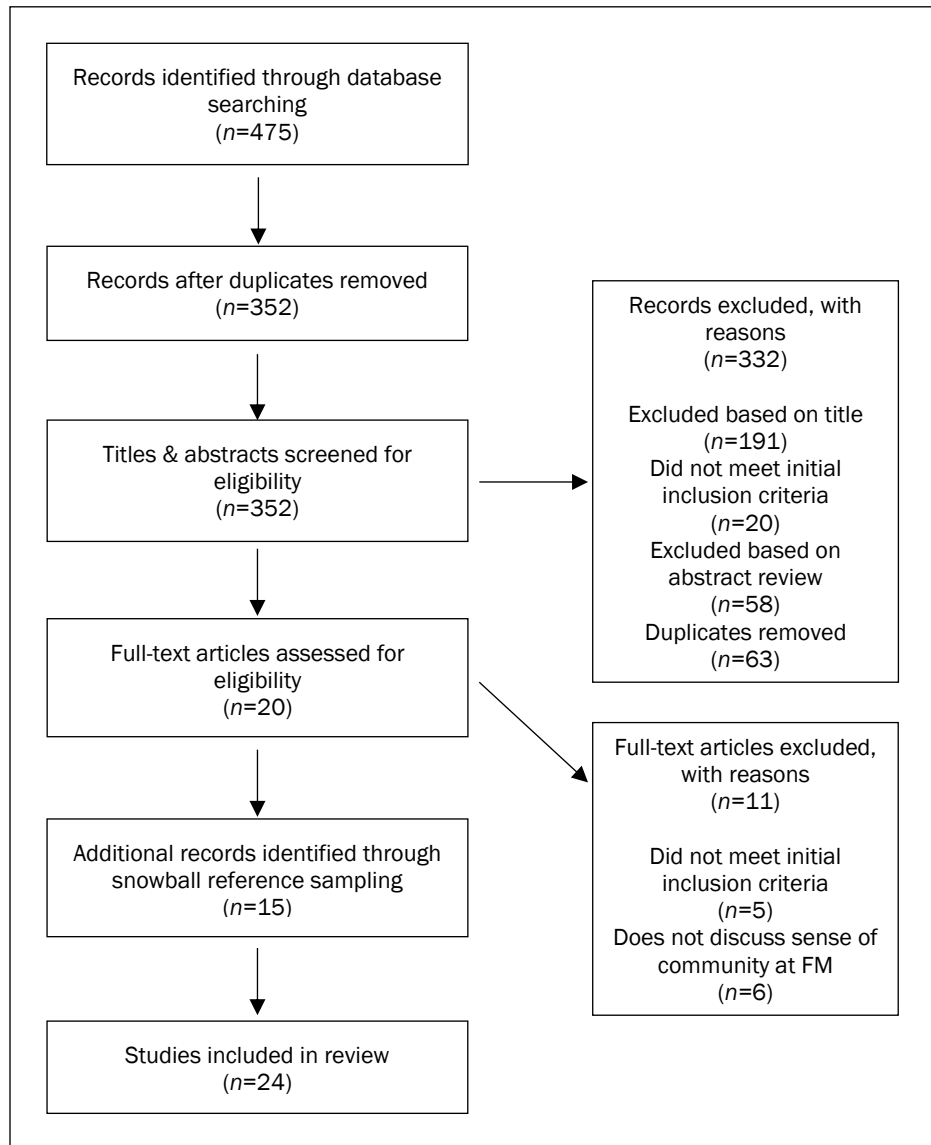 Records identified through database
searching
(n=475)
Records after duplicates removed
(n=352)
Titles & abstracts screened for
eligibility
(n=352)
Records excluded, with
reasons
(n=332)
Excluded based on title
(n=191)
Did not meet initial
inclusion criteria
(n=20)
Excluded based on
abstract review
(n=58)
Duplicates removed
(n=63)
Full-text articles assessed for
eligibility
(n=20)
Full-text articles excluded,
with reasons
(n=11)
Did not meet initial
inclusion criteria
(n=5)
Does not discuss sense of
community at FM
(n=6)
Additional records identified through
snowball reference sampling
(n=15)
Studies included in review
(n=24)